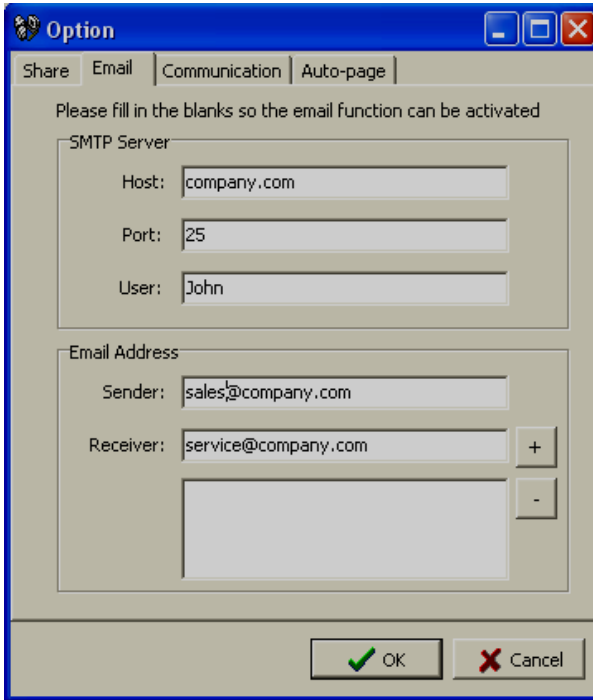 Option
Share Email Communication Auto-page
Please fill in the blanks so the email function can be activated
SMTP Server
Host: company.com
Port: 25
User: John
Email Address
Sender: sales@company.com
Receiver: service@company.com +
-
OK Cancel